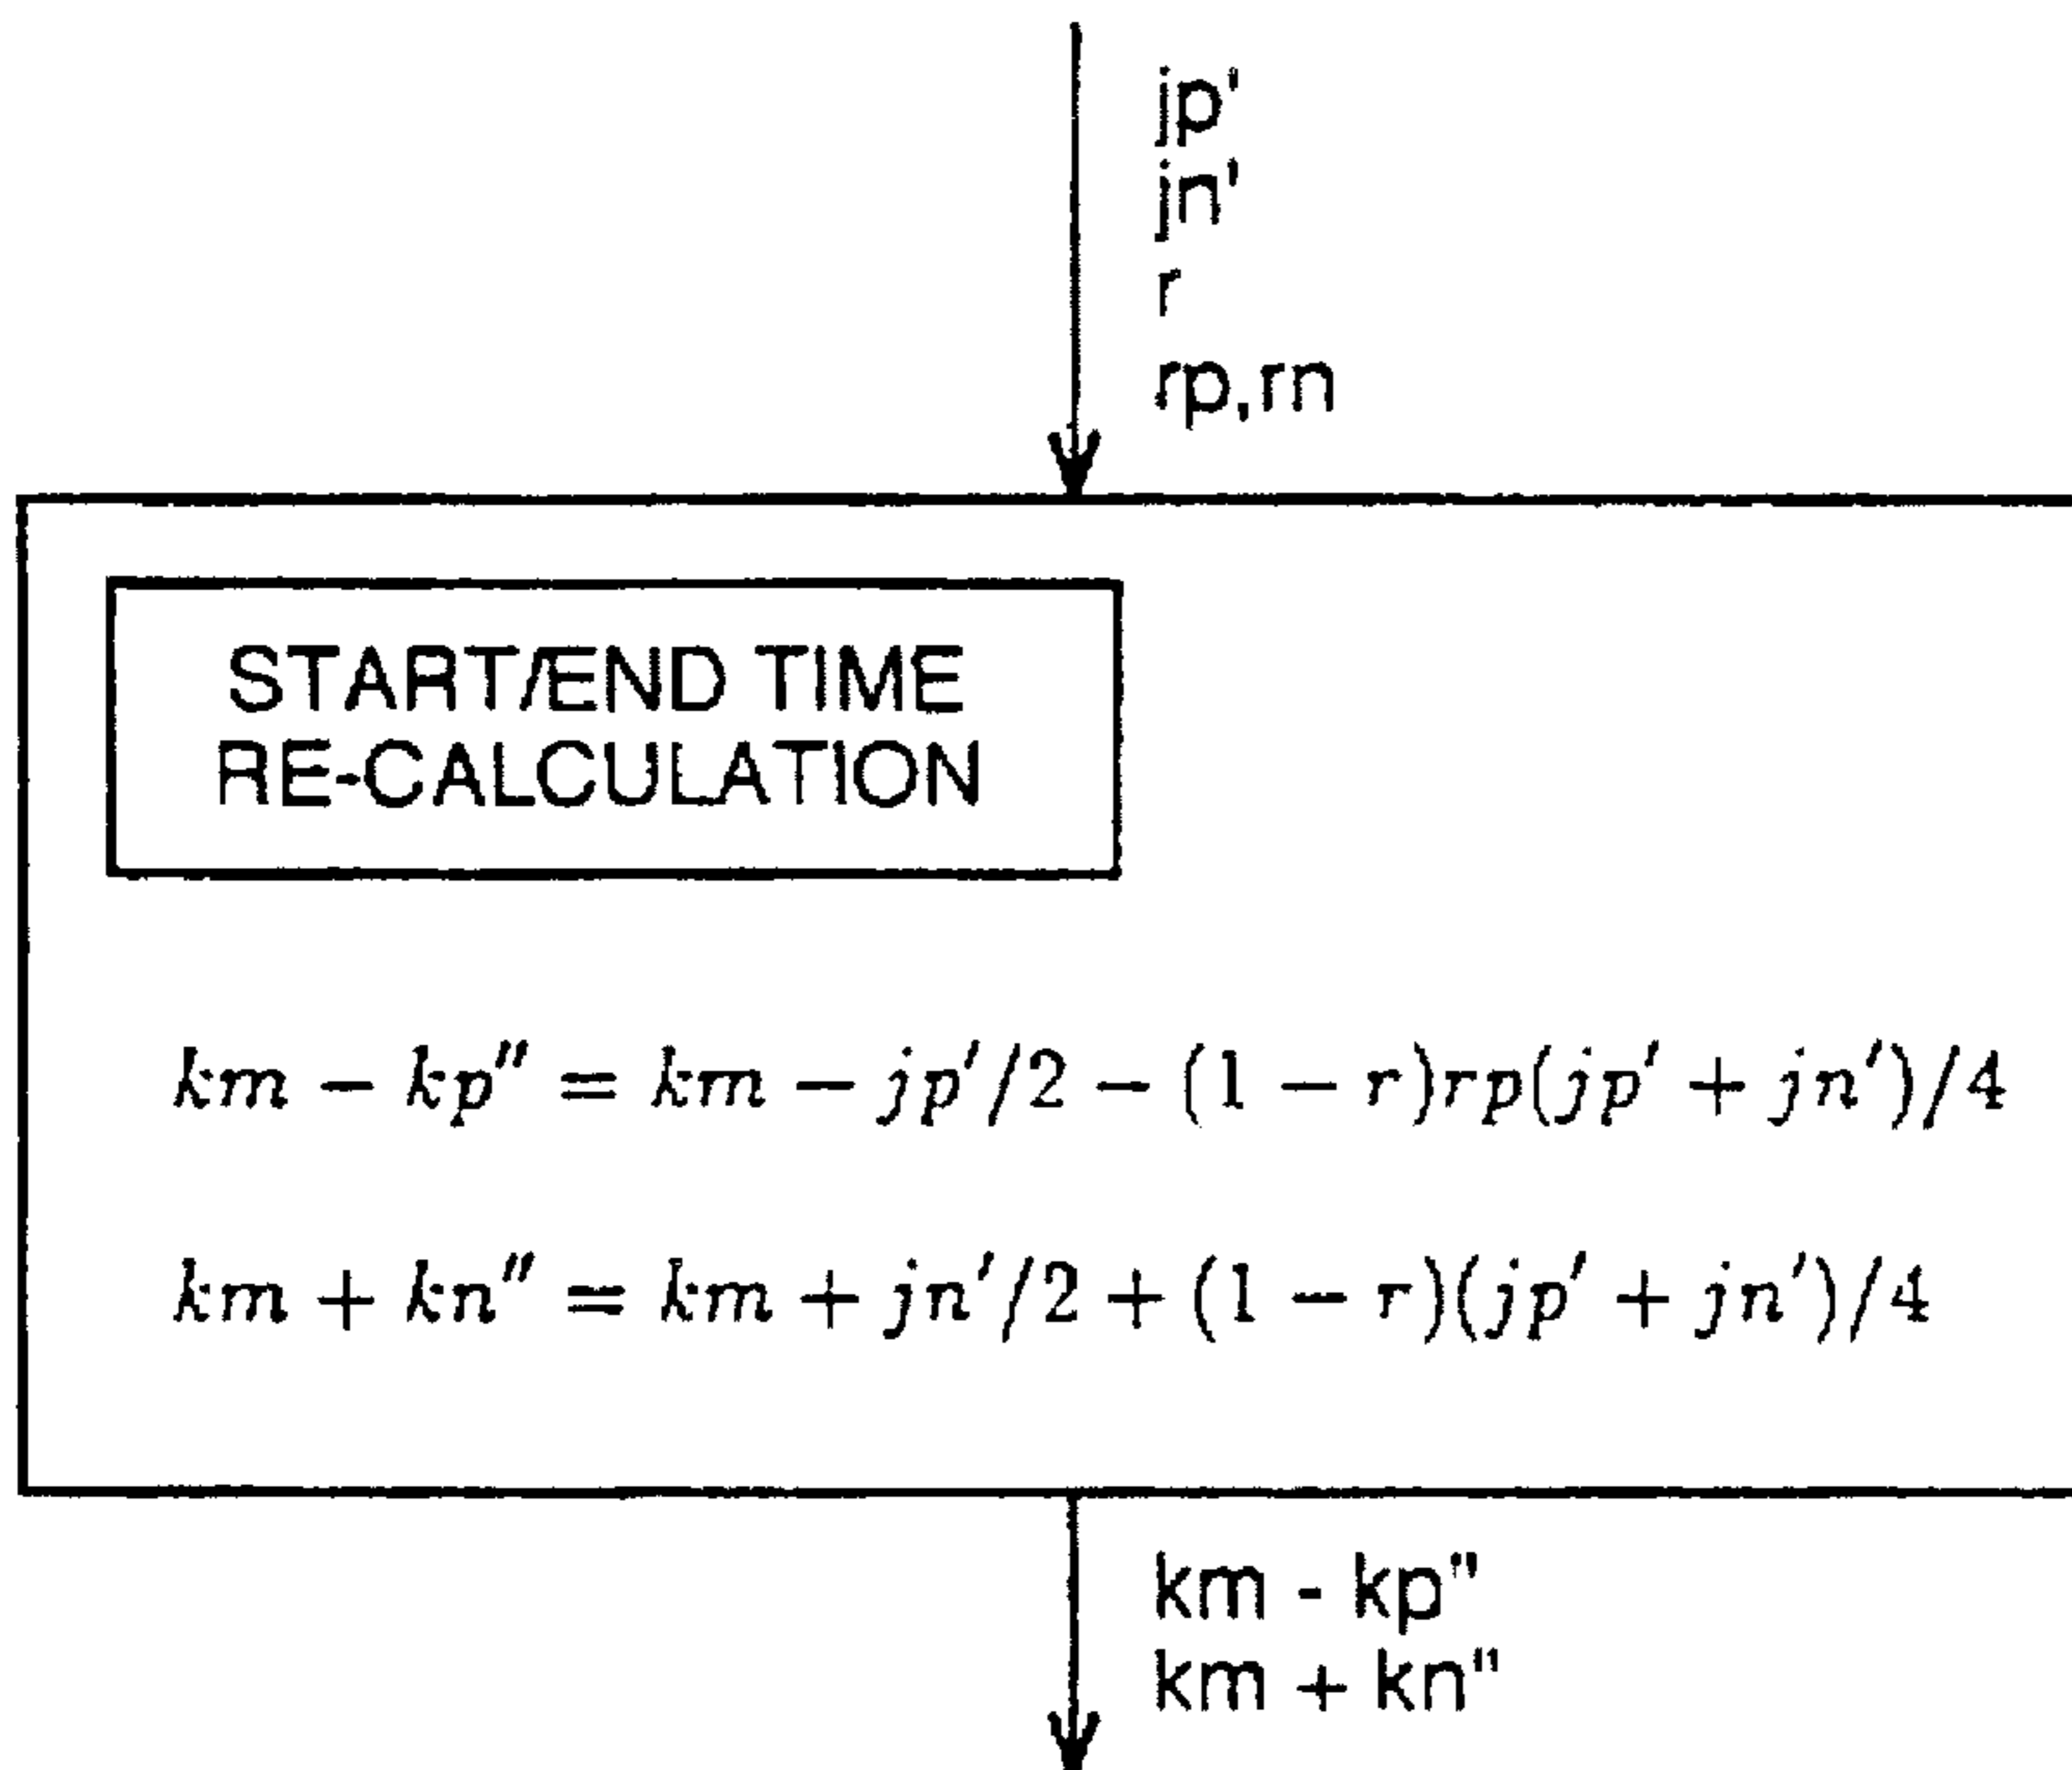 jp'
jn'
r
rp,rn
START/END TIME
RE-CALCULATION
km − kp″ = km − jp′/2 − (1 − r)rp(jp′ + jn′)/4
km + kn″ = km + jn′/2 + (1 − r)(jp′ + jn′)/4
km - kp"
km + kn"